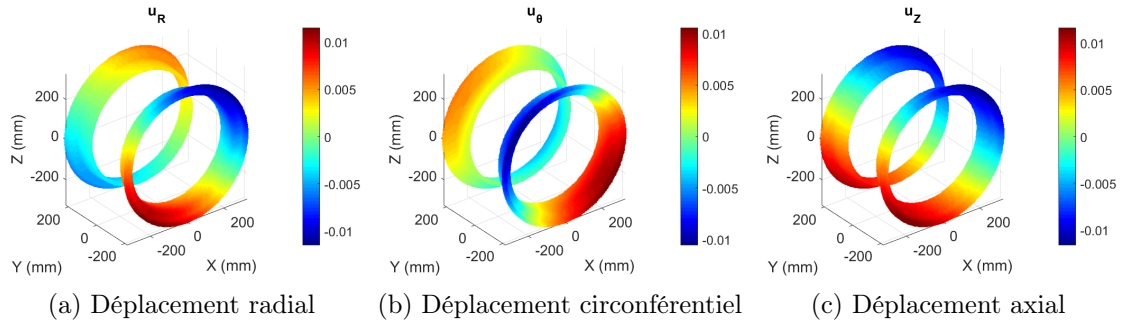 u_R
0.01
0.005
0
-0.005
-0.01
200
0
-200
Z (mm)
200
0
-200
Y (mm)
-200
0
200
X (mm)
(a) Déplacement radial
u_θ
0.01
0.005
0
-0.005
-0.01
200
0
-200
Z (mm)
200
0
-200
Y (mm)
-200
0
200
X (mm)
(b) Déplacement circonférentiel
u_Z
0.01
0.005
0
-0.005
-0.01
200
0
-200
Z (mm)
200
0
-200
Y (mm)
-200
0
200
X (mm)
(c) Déplacement axial